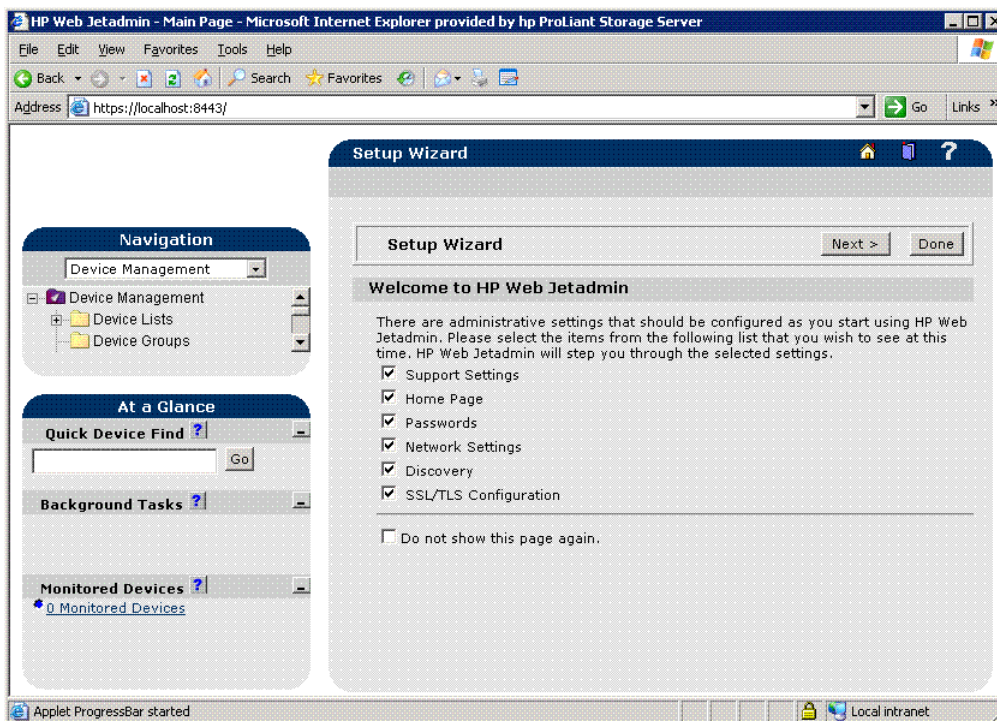 HP Web Jetadmin - Main Page - Microsoft Internet Explorer provided by hp ProLiant Storage Server
File Edit View Favorites Tools Help
Back Search Favorites
Address https://localhost:8443/ Go Links »
Setup Wizard ?
Navigation
Device Management
Device Management
Device Lists
Device Groups
At a Glance
Quick Device Find ?
Go
Background Tasks ?
Monitored Devices ?
0 Monitored Devices
Setup Wizard Next > Done
Welcome to HP Web Jetadmin
There are administrative settings that should be configured as you start using HP Web
Jetadmin. Please select the items from the following list that you wish to see at this
time. HP Web Jetadmin will step you through the selected settings.
Support Settings
Home Page
Passwords
Network Settings
Discovery
SSL/TLS Configuration
Do not show this page again.
Applet ProgressBar started Local intranet